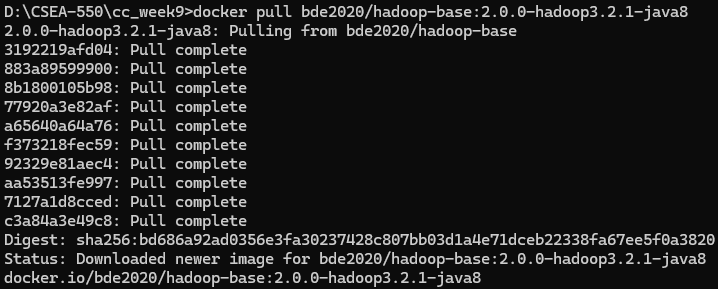 D:\CSEA-550\cc_week9>docker pull bde2020/hadoop-base:2.0.0-hadoop3.2.1-java8
2.0.0-hadoop3.2.1-java8: Pulling from bde2020/hadoop-base
3192219afd04: Pull complete
883a89599900: Pull complete
8b1800105b98: Pull complete
77920a3e82af: Pull complete
a65640a64a76: Pull complete
f373218fec59: Pull complete
92329e81aec4: Pull complete
aa53513fe997: Pull complete
7127a1d8cced: Pull complete
c3a84a3e49c8: Pull complete
Digest: sha256:bd686a92ad0356e3fa30237428c807bb03d1a4e71dceb22338fa67ee5f0a3820
Status: Downloaded newer image for bde2020/hadoop-base:2.0.0-hadoop3.2.1-java8
docker.io/bde2020/hadoop-base:2.0.0-hadoop3.2.1-java8